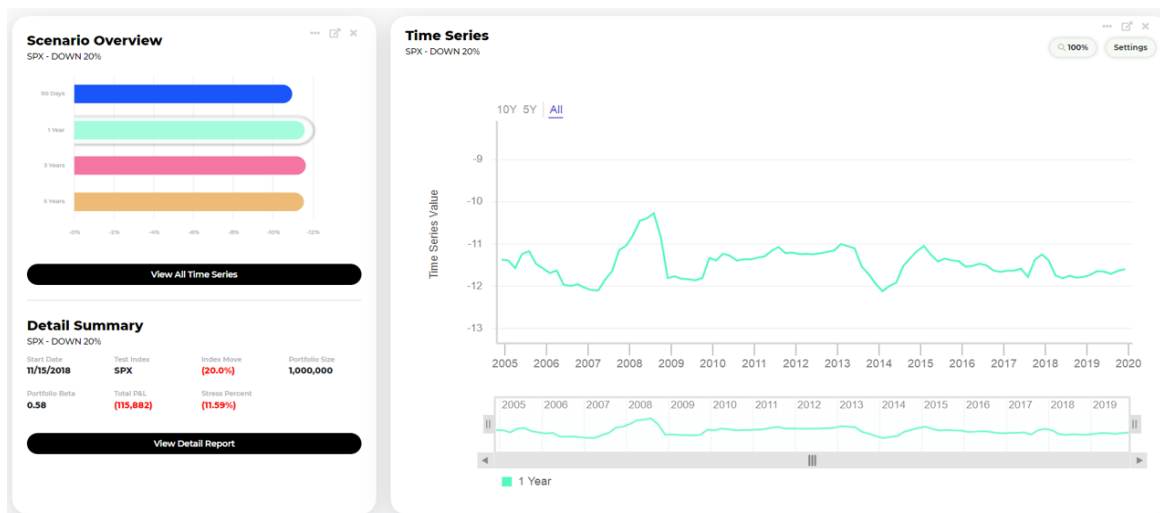 Scenario Overview
SPX - DOWN 20%
90 Days
1 Year
3 Years
5 Years
-0% -2% -4% -6% -8% -10% -12%
View All Time Series
Detail Summary
SPX - DOWN 20%
Start Date Test Index Index Move Portfolio Size
11/15/2018 SPX (20.0%) 1,000,000
Portfolio Beta Total P&L Stress Percent
0.58 (115,882) (11.59%)
View Detail Report
Time Series
SPX - DOWN 20%
100% Settings
10Y 5Y All
Time Series Value
-9
-10
-11
-12
-13
2005 2006 2007 2008 2009 2010 2011 2012 2013 2014 2015 2016 2017 2018 2019 2020
2005 2006 2007 2008 2009 2010 2011 2012 2013 2014 2015 2016 2017 2018 2019
1 Year